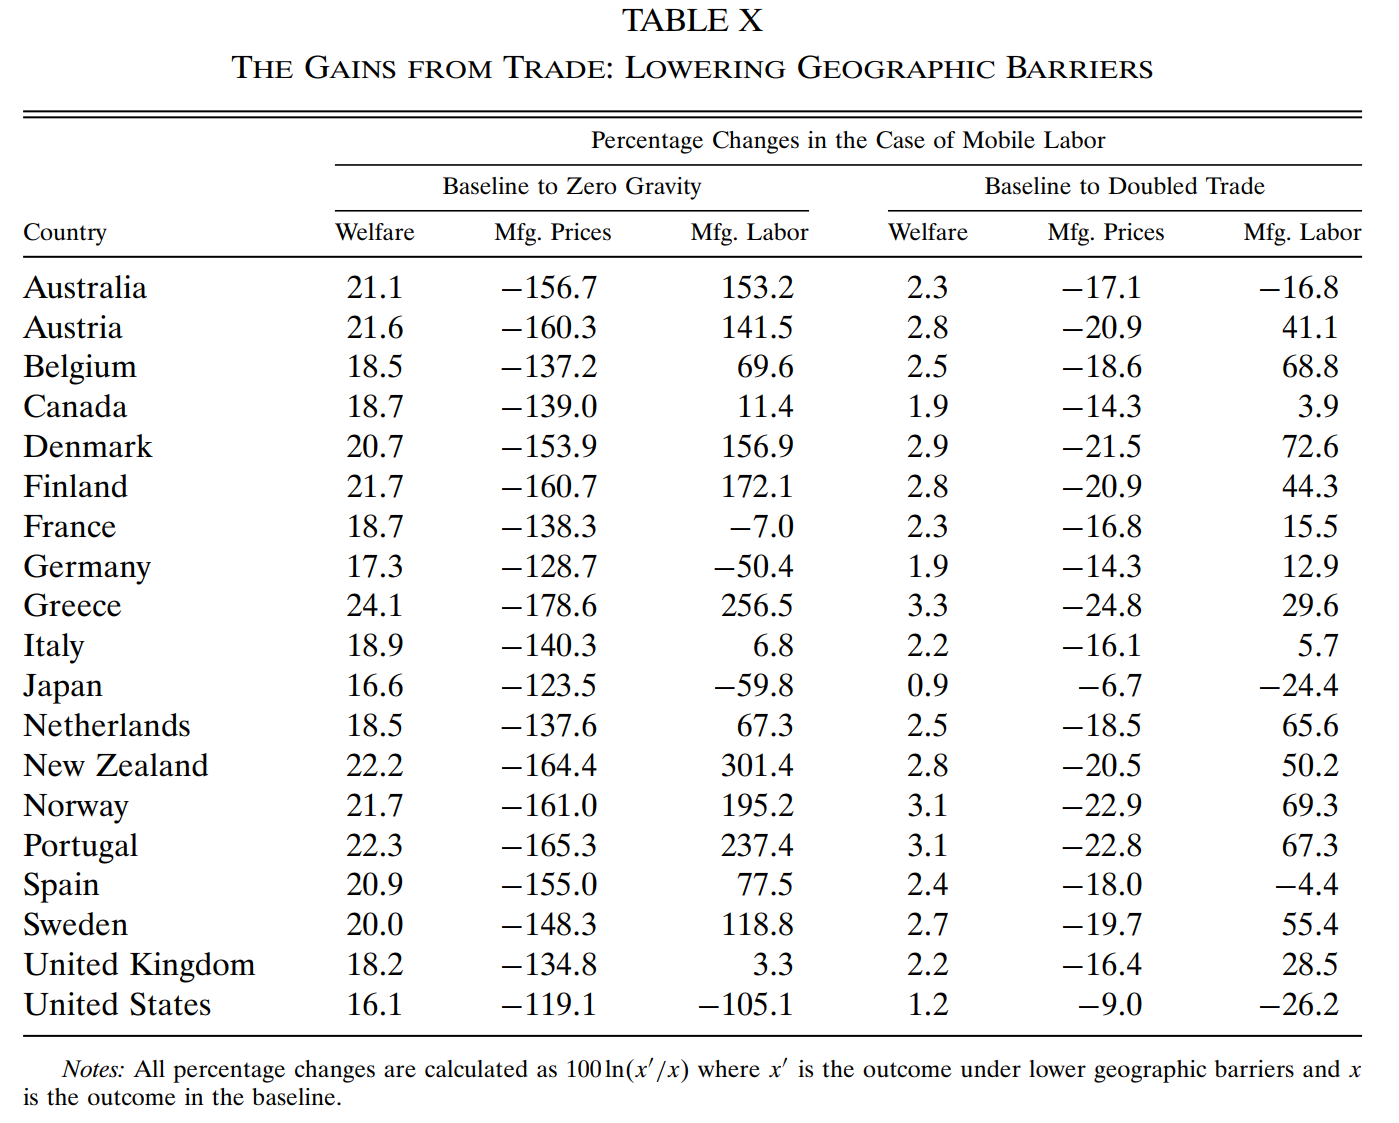 TABLE X
THE GAINS FROM TRADE: LOWERING GEOGRAPHIC BARRIERS
Percentage Changes in the Case of Mobile Labor
Baseline to Zero Gravity Baseline to Doubled Trade
Country Welfare Mfg. Prices Mfg. Labor Welfare Mfg. Prices Mfg. Labor
Australia 21.1 −156.7 153.2 2.3 −17.1 −16.8
Austria 21.6 −160.3 141.5 2.8 −20.9 41.1
Belgium 18.5 −137.2 69.6 2.5 −18.6 68.8
Canada 18.7 −139.0 11.4 1.9 −14.3 3.9
Denmark 20.7 −153.9 156.9 2.9 −21.5 72.6
Finland 21.7 −160.7 172.1 2.8 −20.9 44.3
France 18.7 −138.3 −7.0 2.3 −16.8 15.5
Germany 17.3 −128.7 −50.4 1.9 −14.3 12.9
Greece 24.1 −178.6 256.5 3.3 −24.8 29.6
Italy 18.9 −140.3 6.8 2.2 −16.1 5.7
Japan 16.6 −123.5 −59.8 0.9 −6.7 −24.4
Netherlands 18.5 −137.6 67.3 2.5 −18.5 65.6
New Zealand 22.2 −164.4 301.4 2.8 −20.5 50.2
Norway 21.7 −161.0 195.2 3.1 −22.9 69.3
Portugal 22.3 −165.3 237.4 3.1 −22.8 67.3
Spain 20.9 −155.0 77.5 2.4 −18.0 −4.4
Sweden 20.0 −148.3 118.8 2.7 −19.7 55.4
United Kingdom 18.2 −134.8 3.3 2.2 −16.4 28.5
United States 16.1 −119.1 −105.1 1.2 −9.0 −26.2
Notes: All percentage changes are calculated as 100 ln(x′/x) where x′ is the outcome under lower geographic barriers and x
is the outcome in the baseline.